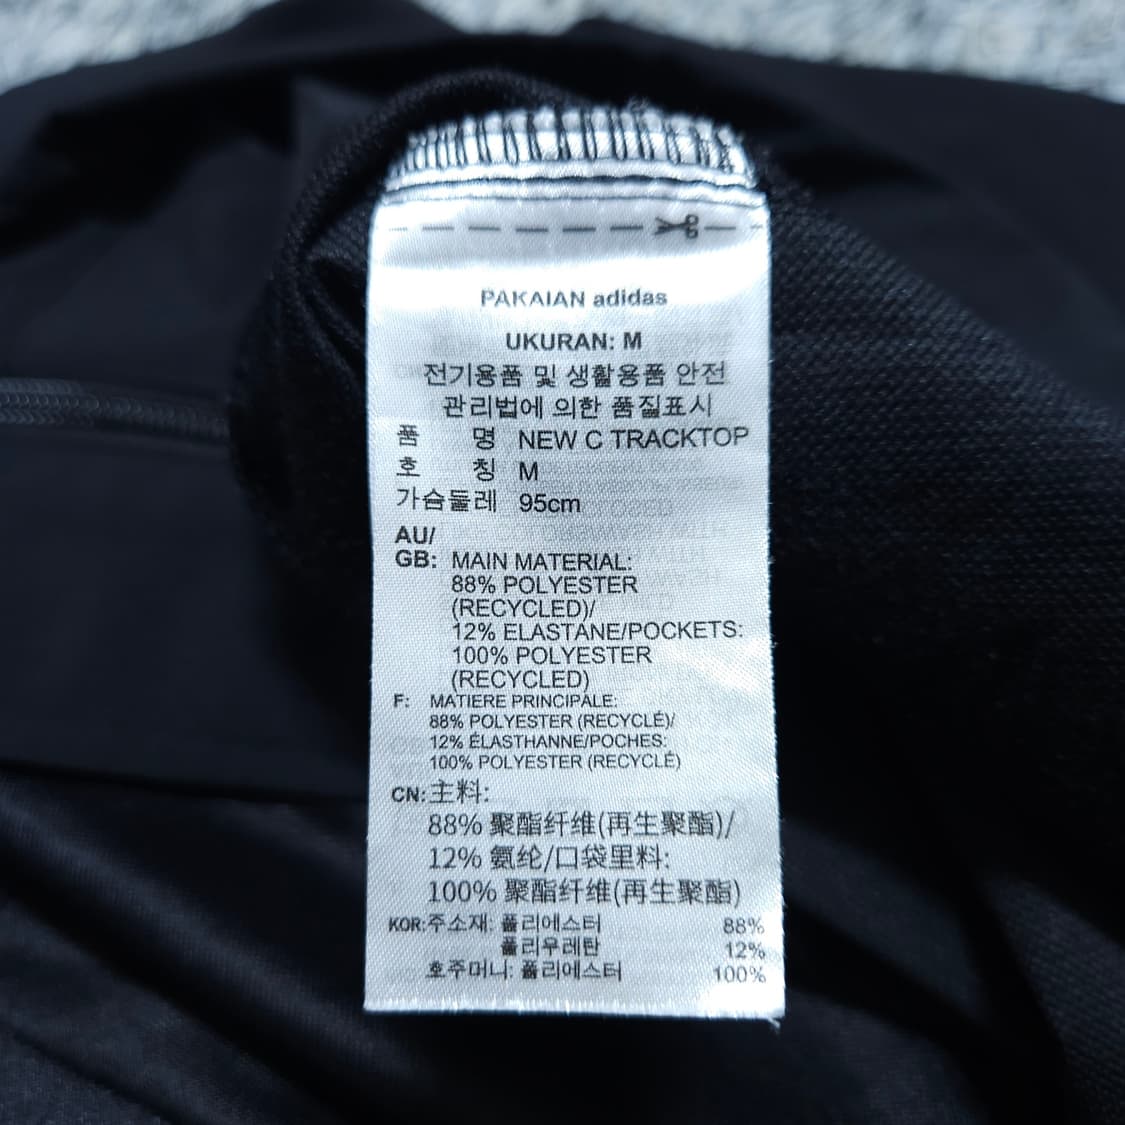 PAKAIAN adidas
UKURAN: M
전기용품 및 생활용품 안전
관리법에 의한 품질표시
품 명 NEW C TRACKTOP
호 칭 M
가슴둘레 95cm
AU/
GB: MAIN MATERIAL:
88% POLYESTER
(RECYCLED)/
12% ELASTANE/POCKETS:
100% POLYESTER
(RECYCLED)
F: MATIERE PRINCIPALE:
88% POLYESTER (RECYCLÉ)/
12% ÉLASTHANNE/POCHES:
100% POLYESTER (RECYCLÉ)
CN:主料:
88% 聚酯纤维(再生聚酯)/
12% 氨纶/口袋里料:
100% 聚酯纤维(再生聚酯)
KOR:주소재: 폴리에스터 88%
폴리우레탄 12%
호주머니: 폴리에스터 100%